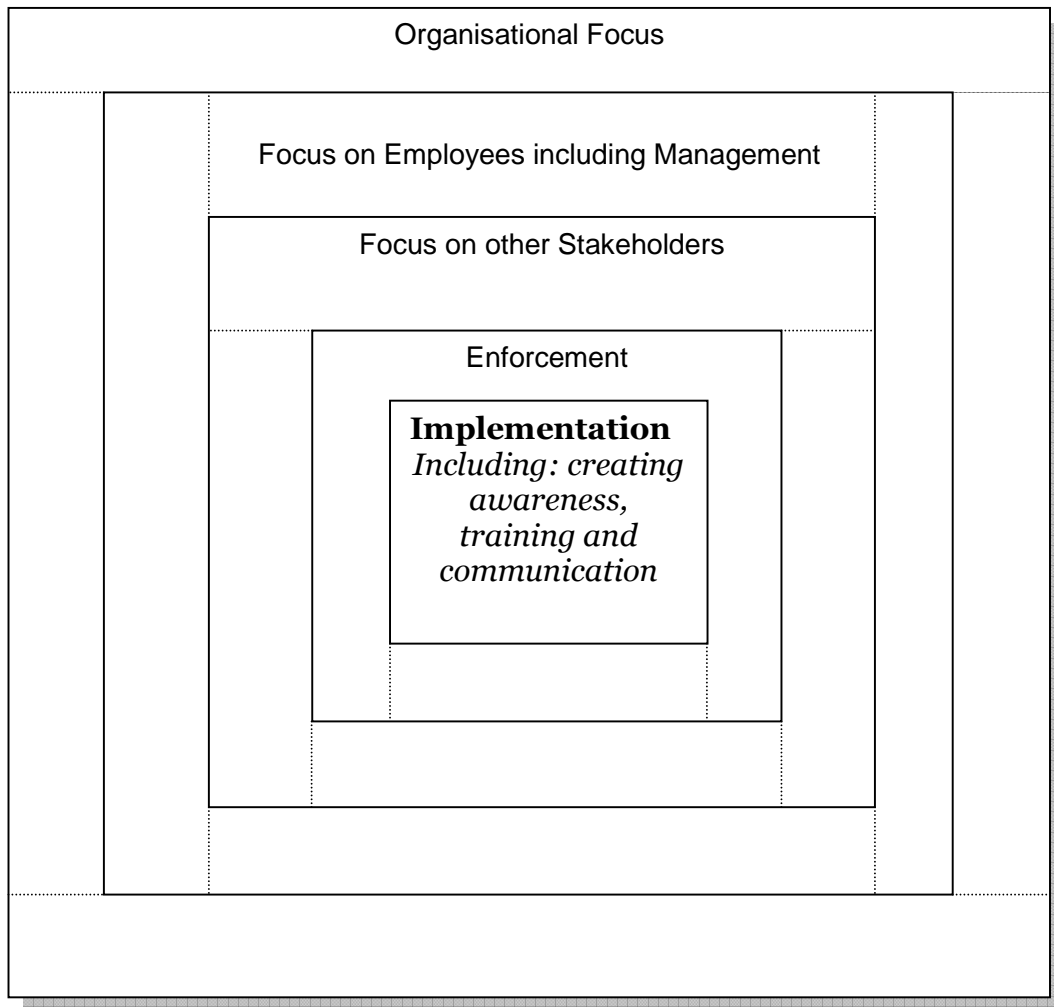 Organisational Focus
Focus on Employees including Management
Focus on other Stakeholders
Enforcement
Implementation
Including: creating
awareness,
training and
communication